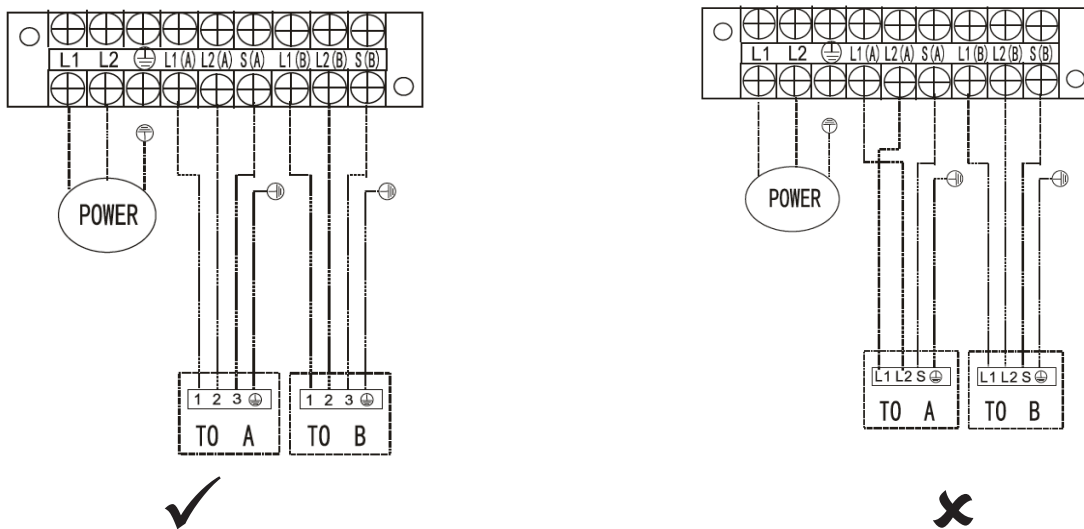 L1 L2 L1(A) L2(A) S(A) L1(B) L2(B) S(B)
POWER
1 2 3
TO A
1 2 3
TO B
L1 L2 L1(A) L2(A) S(A) L1(B) L2(B) S(B)
POWER
L1 L2 S
TO A
L1 L2 S
TO B